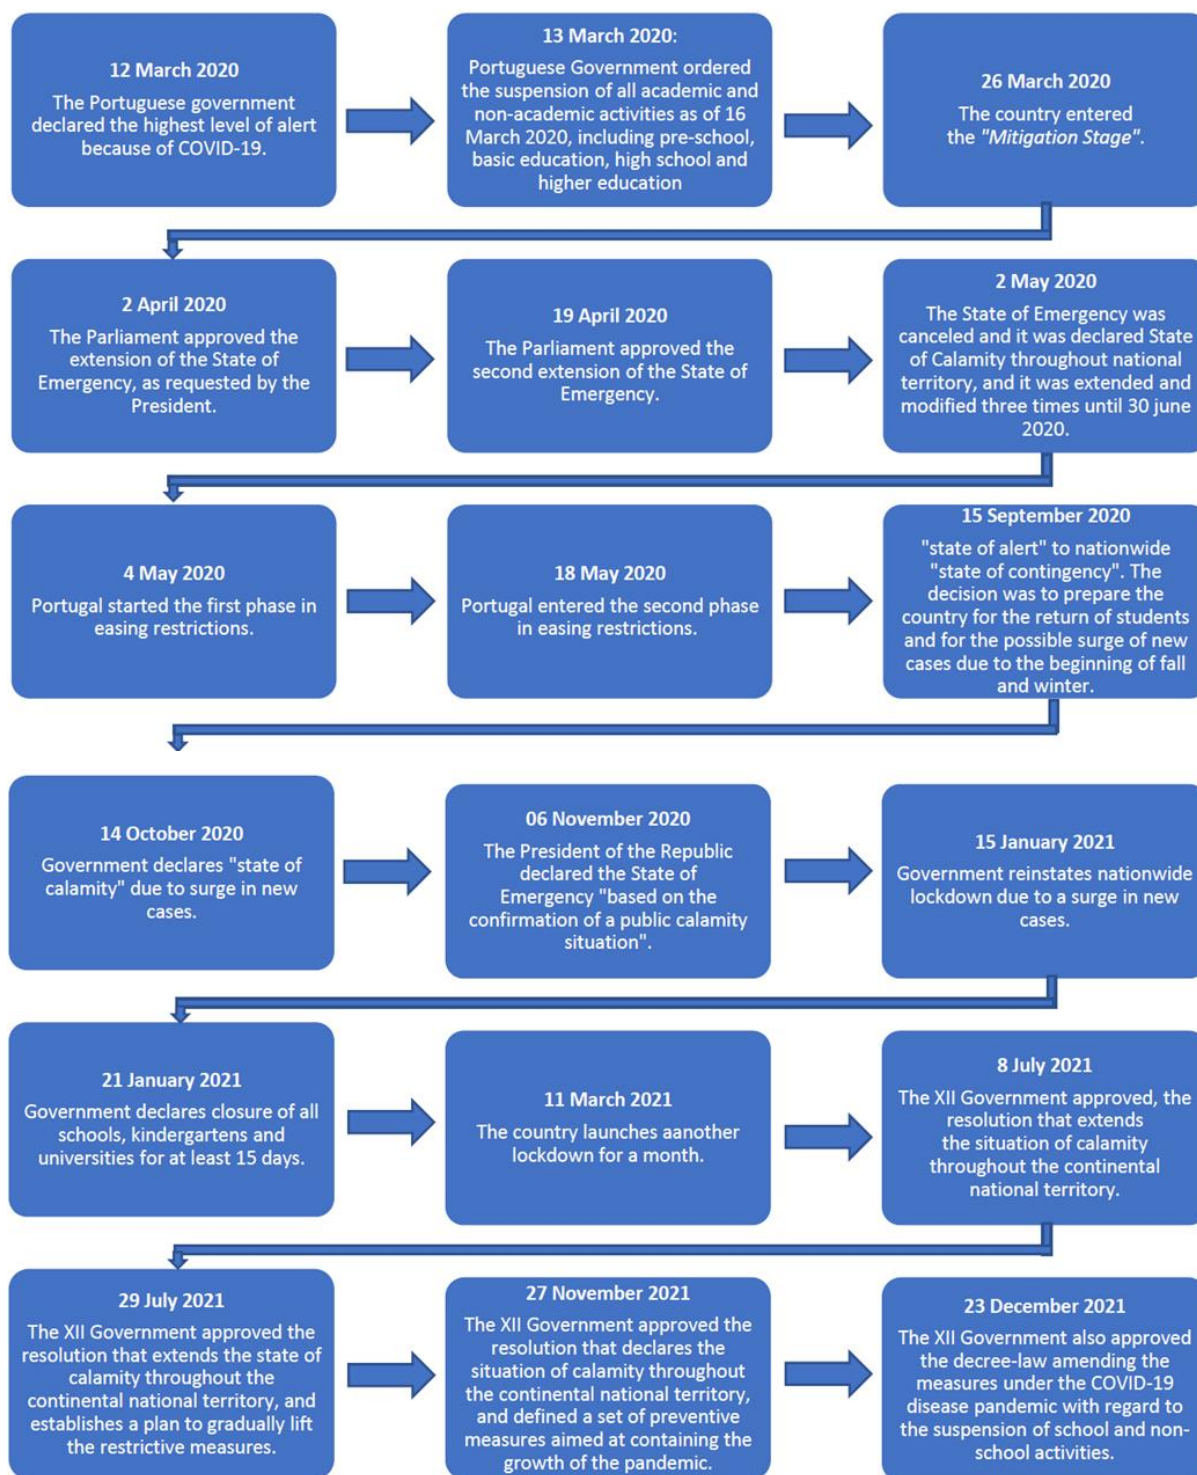 12 March 2020
The Portuguese government
declared the highest level of alert
because of COVID-19.
13 March 2020:
Portuguese Government ordered
the suspension of all academic and
non-academic activities as of 16
March 2020, including pre-school,
basic education, high school and
higher education
26 March 2020
The country entered
the "Mitigation Stage".
2 April 2020
The Parliament approved the
extension of the State of
Emergency, as requested by the
President.
19 April 2020
The Parliament approved the
second extension of the State of
Emergency.
2 May 2020
The State of Emergency was
canceled and it was declared State
of Calamity throughout national
territory, and it was extended and
modified three times until 30 june
2020.
4 May 2020
Portugal started the first phase in
easing restrictions.
18 May 2020
Portugal entered the second phase
in easing restrictions.
15 September 2020
"state of alert" to nationwide
"state of contingency". The
decision was to prepare the
country for the return of students
and for the possible surge of new
cases due to the beginning of fall
and winter.
14 October 2020
Government declares "state of
calamity" due to surge in new
cases.
06 November 2020
The President of the Republic
declared the State of
Emergency "based on the
confirmation of a public calamity
situation".
15 January 2021
Government reinstates nationwide
lockdown due to a surge in new
cases.
21 January 2021
Government declares closure of all
schools, kindergartens and
universities for at least 15 days.
11 March 2021
The country launches aanother
lockdown for a month.
8 July 2021
The XII Government approved, the
resolution that extends
the situation of calamity
throughout the continental
national territory.
29 July 2021
The XII Government approved the
resolution that extends the state of
calamity throughout the
continental national territory, and
establishes a plan to gradually lift
the restrictive measures.
27 November 2021
The XII Government approved the
resolution that declares the
situation of calamity throughout
the continental national territory,
and defined a set of preventive
measures aimed at containing the
growth of the pandemic.
23 December 2021
The XII Government also approved
the decree-law amending the
measures under the COVID-19
disease pandemic with regard to
the suspension of school and non-
school activities.